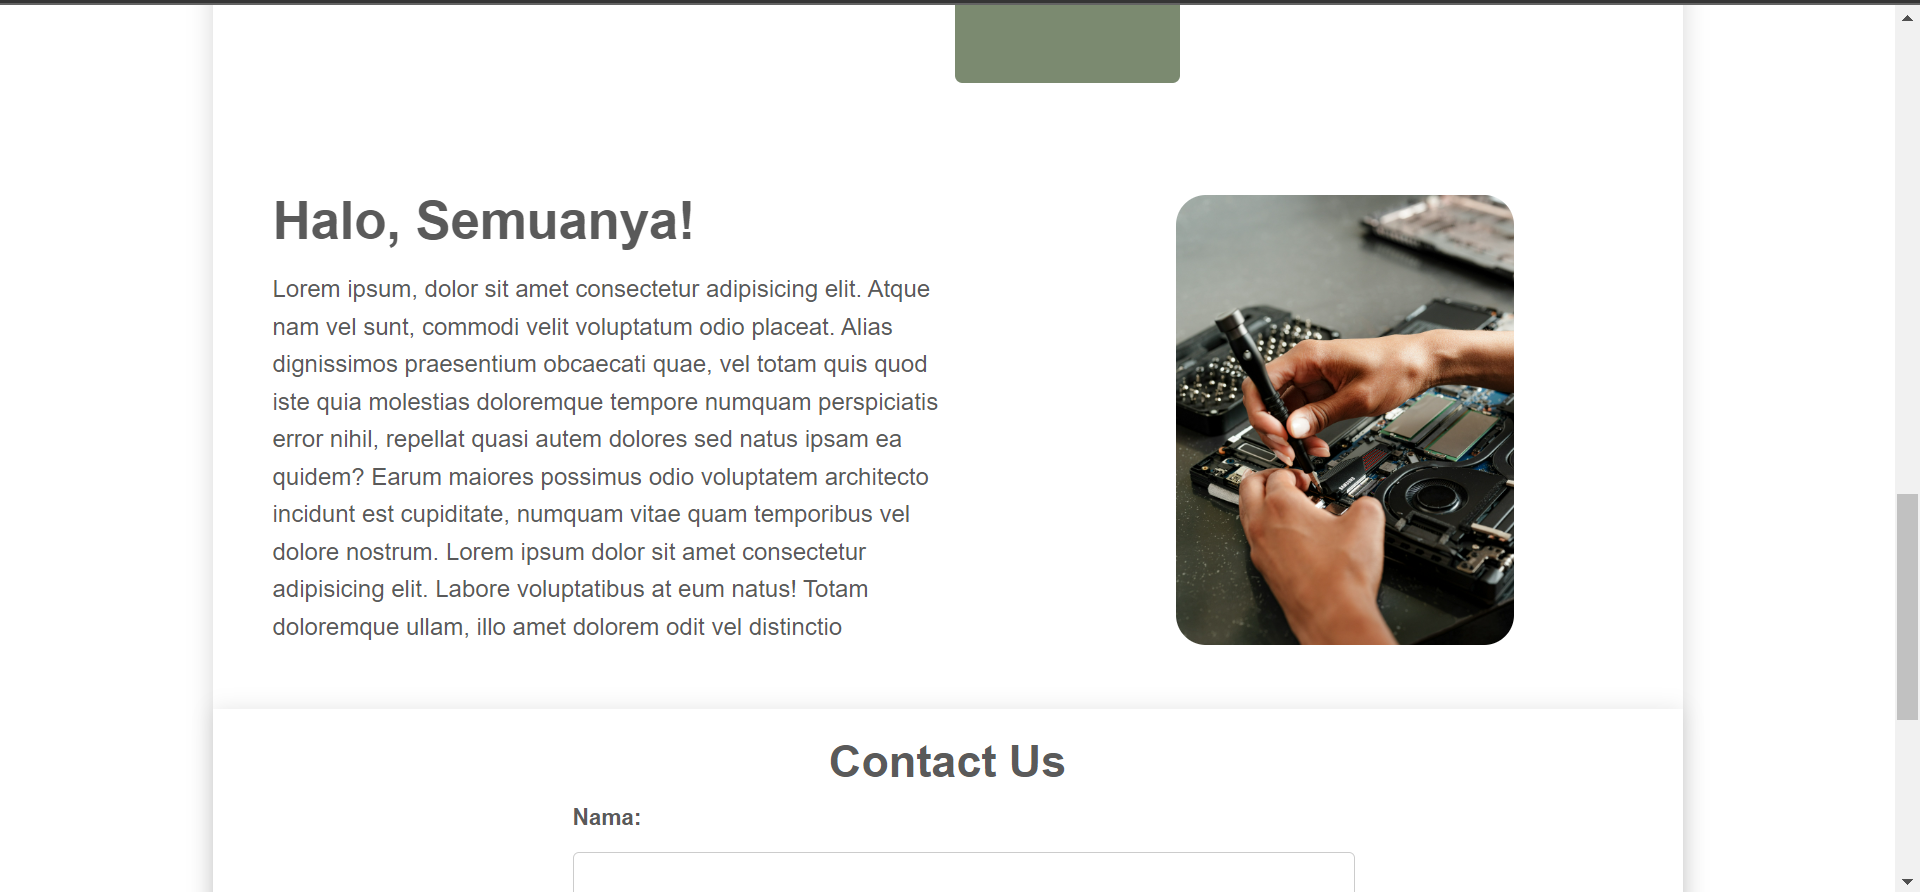 Halo, Semuanya!
Lorem ipsum, dolor sit amet consectetur adipisicing elit. Atque
nam vel sunt, commodi velit voluptatum odio placeat. Alias
dignissimos praesentium obcaecati quae, vel totam quis quod
iste quia molestias doloremque tempore numquam perspiciatis
error nihil, repellat quasi autem dolores sed natus ipsam ea
quidem? Earum maiores possimus odio voluptatem architecto
incidunt est cupiditate, numquam vitae quam temporibus vel
dolore nostrum. Lorem ipsum dolor sit amet consectetur
adipisicing elit. Labore voluptatibus at eum natus! Totam
doloremque ullam, illo amet dolorem odit vel distinctio
Contact Us
Nama: